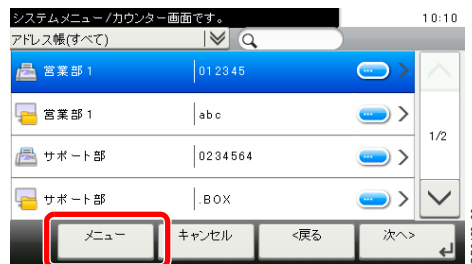 システムメニュー/カウンター画面です。 10:10
アドレス帳(すべて)
営業部 1 012345
営業部 1 abc
1/2
サポート部 0234564
サポート部 .BOX
メニュー キャンセル <戻る 次へ>